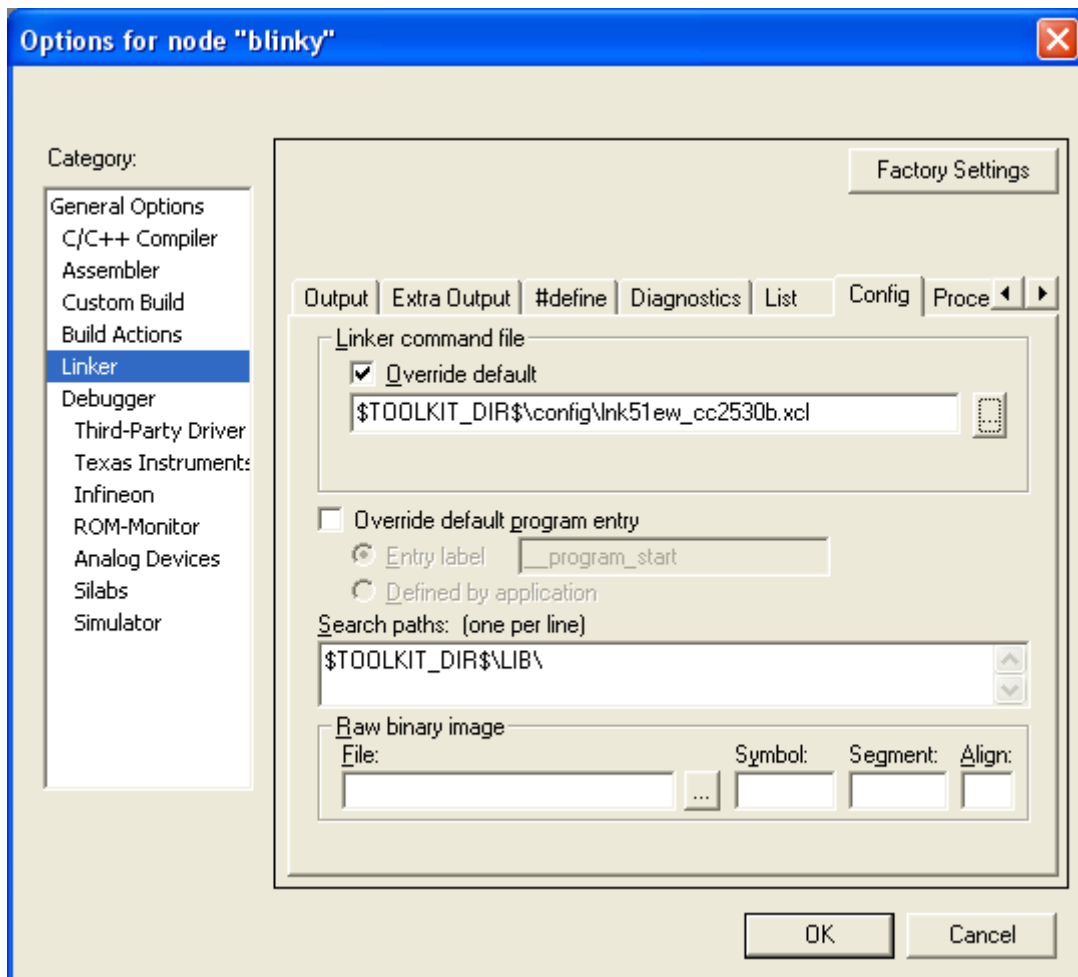 Options for node "blinky"
Category:
General Options
C/C++ Compiler
Assembler
Custom Build
Build Actions
Linker
Debugger
Third-Party Driver
Texas Instruments
Infineon
ROM-Monitor
Analog Devices
Silabs
Simulator
Factory Settings
Output Extra Output #define Diagnostics List Config Proce
Linker command file
Override default
$TOOLKIT_DIR$\config\lnk51ew_cc2530b.xcl
...
Override default program entry
Entry label __program_start
Defined by application
Search paths: (one per line)
$TOOLKIT_DIR$\LIB\
Raw binary image
File: Symbol: Segment: Align:
...
OK Cancel